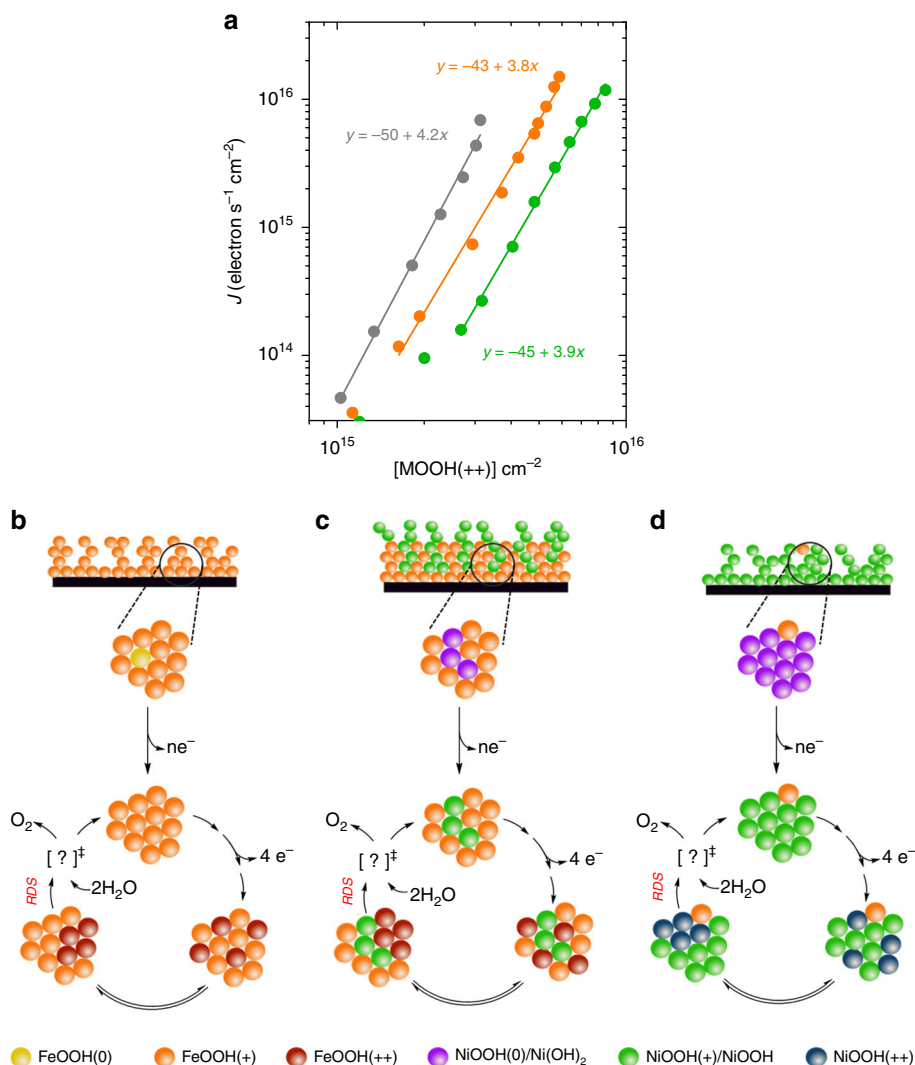 a
10¹⁶
10¹⁵
10¹⁴
J (electron s⁻¹ cm⁻²)
y = –43 + 3.8x
y = –50 + 4.2x
y = –45 + 3.9x
10¹⁵
10¹⁶
[MOOH(++)] cm⁻²
b
ne⁻
O₂
[ ? ]‡
4 e⁻
2H₂O
RDS
c
ne⁻
O₂
[ ? ]‡
4 e⁻
2H₂O
RDS
d
ne⁻
O₂
[ ? ]‡
4 e⁻
2H₂O
RDS
FeOOH(0)
FeOOH(+)
FeOOH(++)
NiOOH(0)/Ni(OH)₂
NiOOH(+)/NiOOH
NiOOH(++)